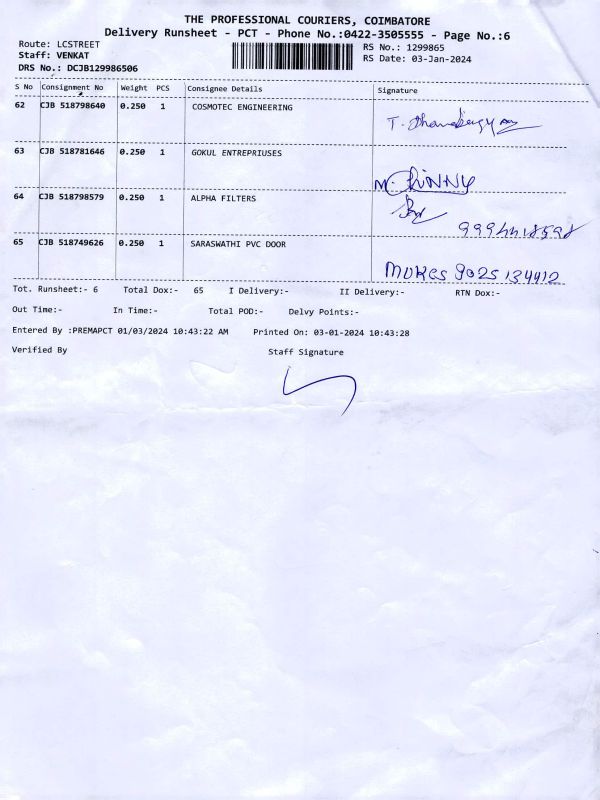 THE PROFESSIONAL COURIERS, COIMBATORE
Delivery Runsheet - PCT - Phone No.:0422-3505555 - Page No.:6
Route: LCSTREET
RS No.: 1299865
Staff: VENKAT
RS Date: 03-Jan-2024
DRS No.: DCJB129986506
S No Consignment No Weight PCS Consignee Details Signature
62 CJB 518798640 0.250 1 COSMOTEC ENGINEERING
T.
63 CJB 518781646 0.250 1 GOKUL ENTREPRIUSES
M. CHINNY
64 CJB 518798579 0.250 1 ALPHA FILTERS
65 CJB 518749626 0.250 1 SARASWATHI PVC DOOR
MUKES 9025 134412
Tot. Runsheet:- 6 Total Dox:- 65 I Delivery:- II Delivery:- RTN Dox:-
Out Time:- In Time:- Total POD:- Delvy Points:-
Entered By :PREMAPCT 01/03/2024 10:43:22 AM Printed On: 03-01-2024 10:43:28
Verified By Staff Signature